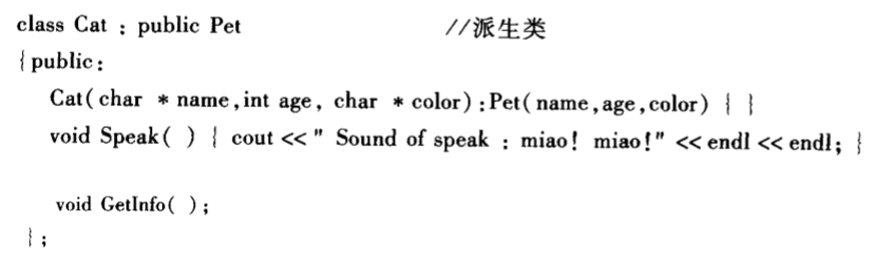 class Cat : public Pet //派生类
{public:
Cat(char * name,int age, char * color):Pet(name,age,color) { }
void Speak( ) { cout <<" Sound of speak : miao! miao!" <<endl <<endl; }
void GetInfo( );
};